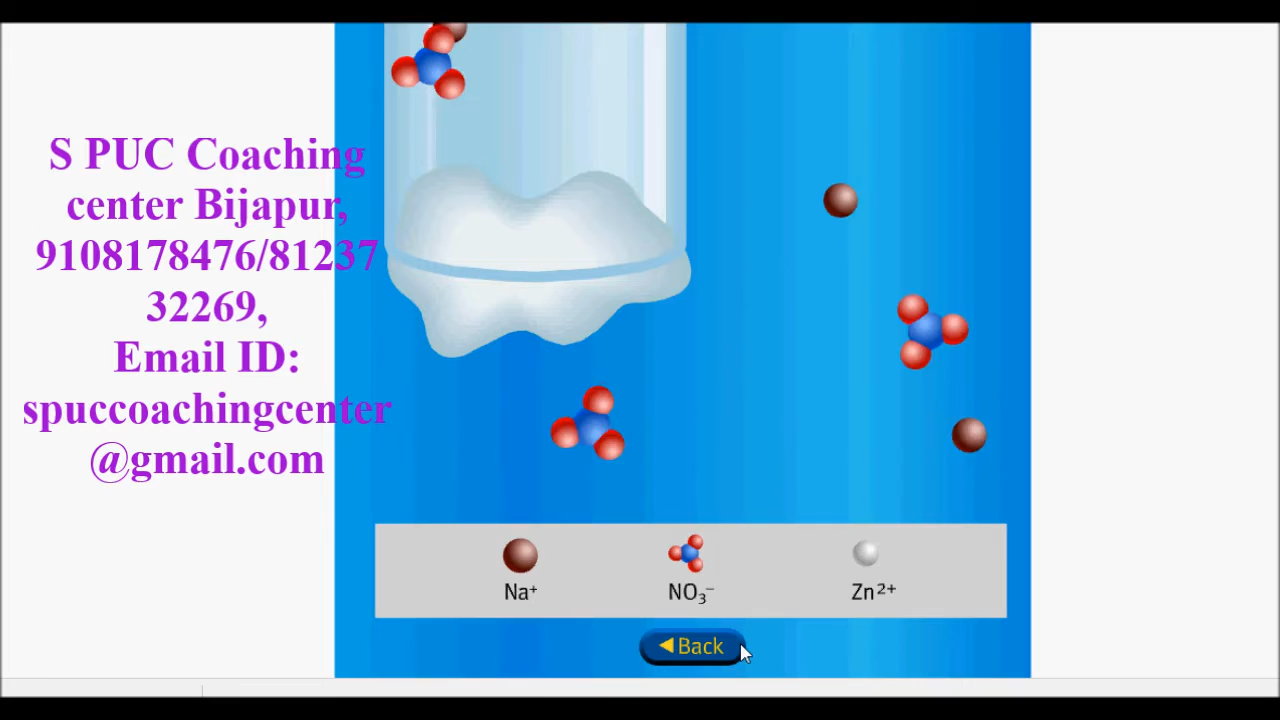 S PUC Coaching
center Bijapur,
9108178476/81237
32269,
Email ID:
spuccoachingcenter
@gmail.com
Na⁺
NO₃⁻
Zn²⁺
Back